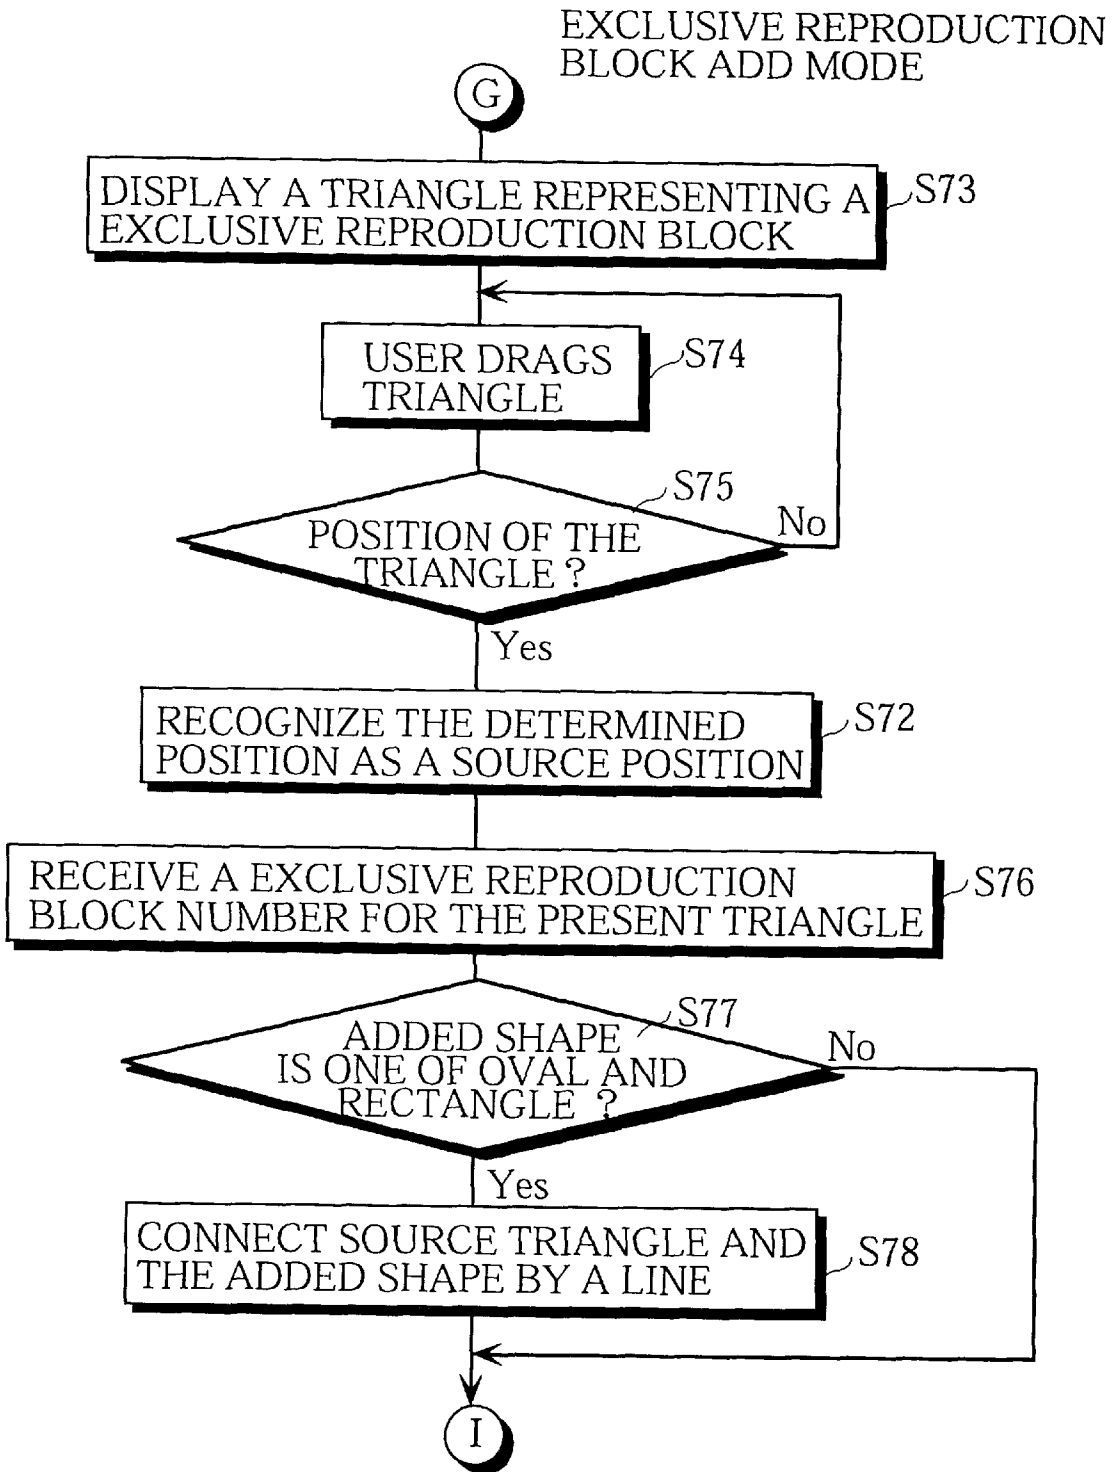 EXCLUSIVE REPRODUCTION
BLOCK ADD MODE
G
DISPLAY A TRIANGLE REPRESENTING A
EXCLUSIVE REPRODUCTION BLOCK
S73
USER DRAGS
TRIANGLE
S74
S75
POSITION OF THE
TRIANGLE ?
No
Yes
RECOGNIZE THE DETERMINED
POSITION AS A SOURCE POSITION
S72
RECEIVE A EXCLUSIVE REPRODUCTION
BLOCK NUMBER FOR THE PRESENT TRIANGLE
S76
S77
ADDED SHAPE
IS ONE OF OVAL AND
RECTANGLE ?
No
Yes
CONNECT SOURCE TRIANGLE AND
THE ADDED SHAPE BY A LINE
S78
I